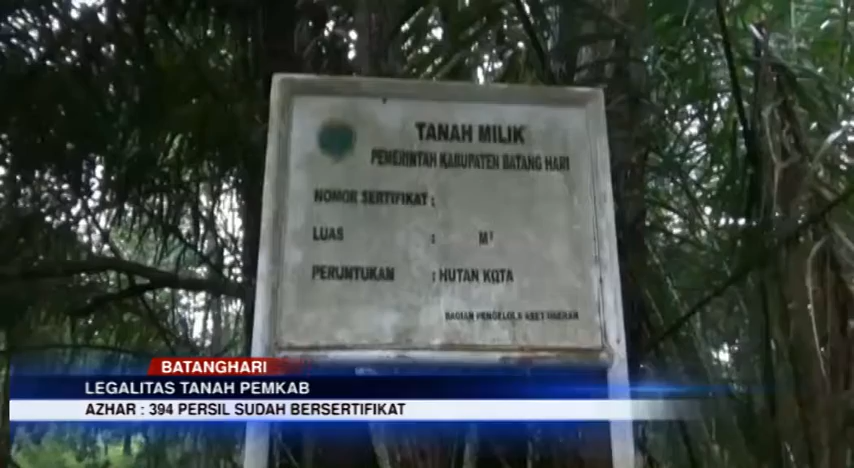 TANAH MILIK
PEMERINTAH KABUPATEN BATANG HARI
NOMOR SERTIFIKAT :
LUAS : M²
PERUNTUKAN : HUTAN KOTA
BAGIAN PENGELOLA ASET DAERAH
BATANGHARI
LEGALITAS TANAH PEMKAB
AZHAR : 394 PERSIL SUDAH BERSERTIFIKAT